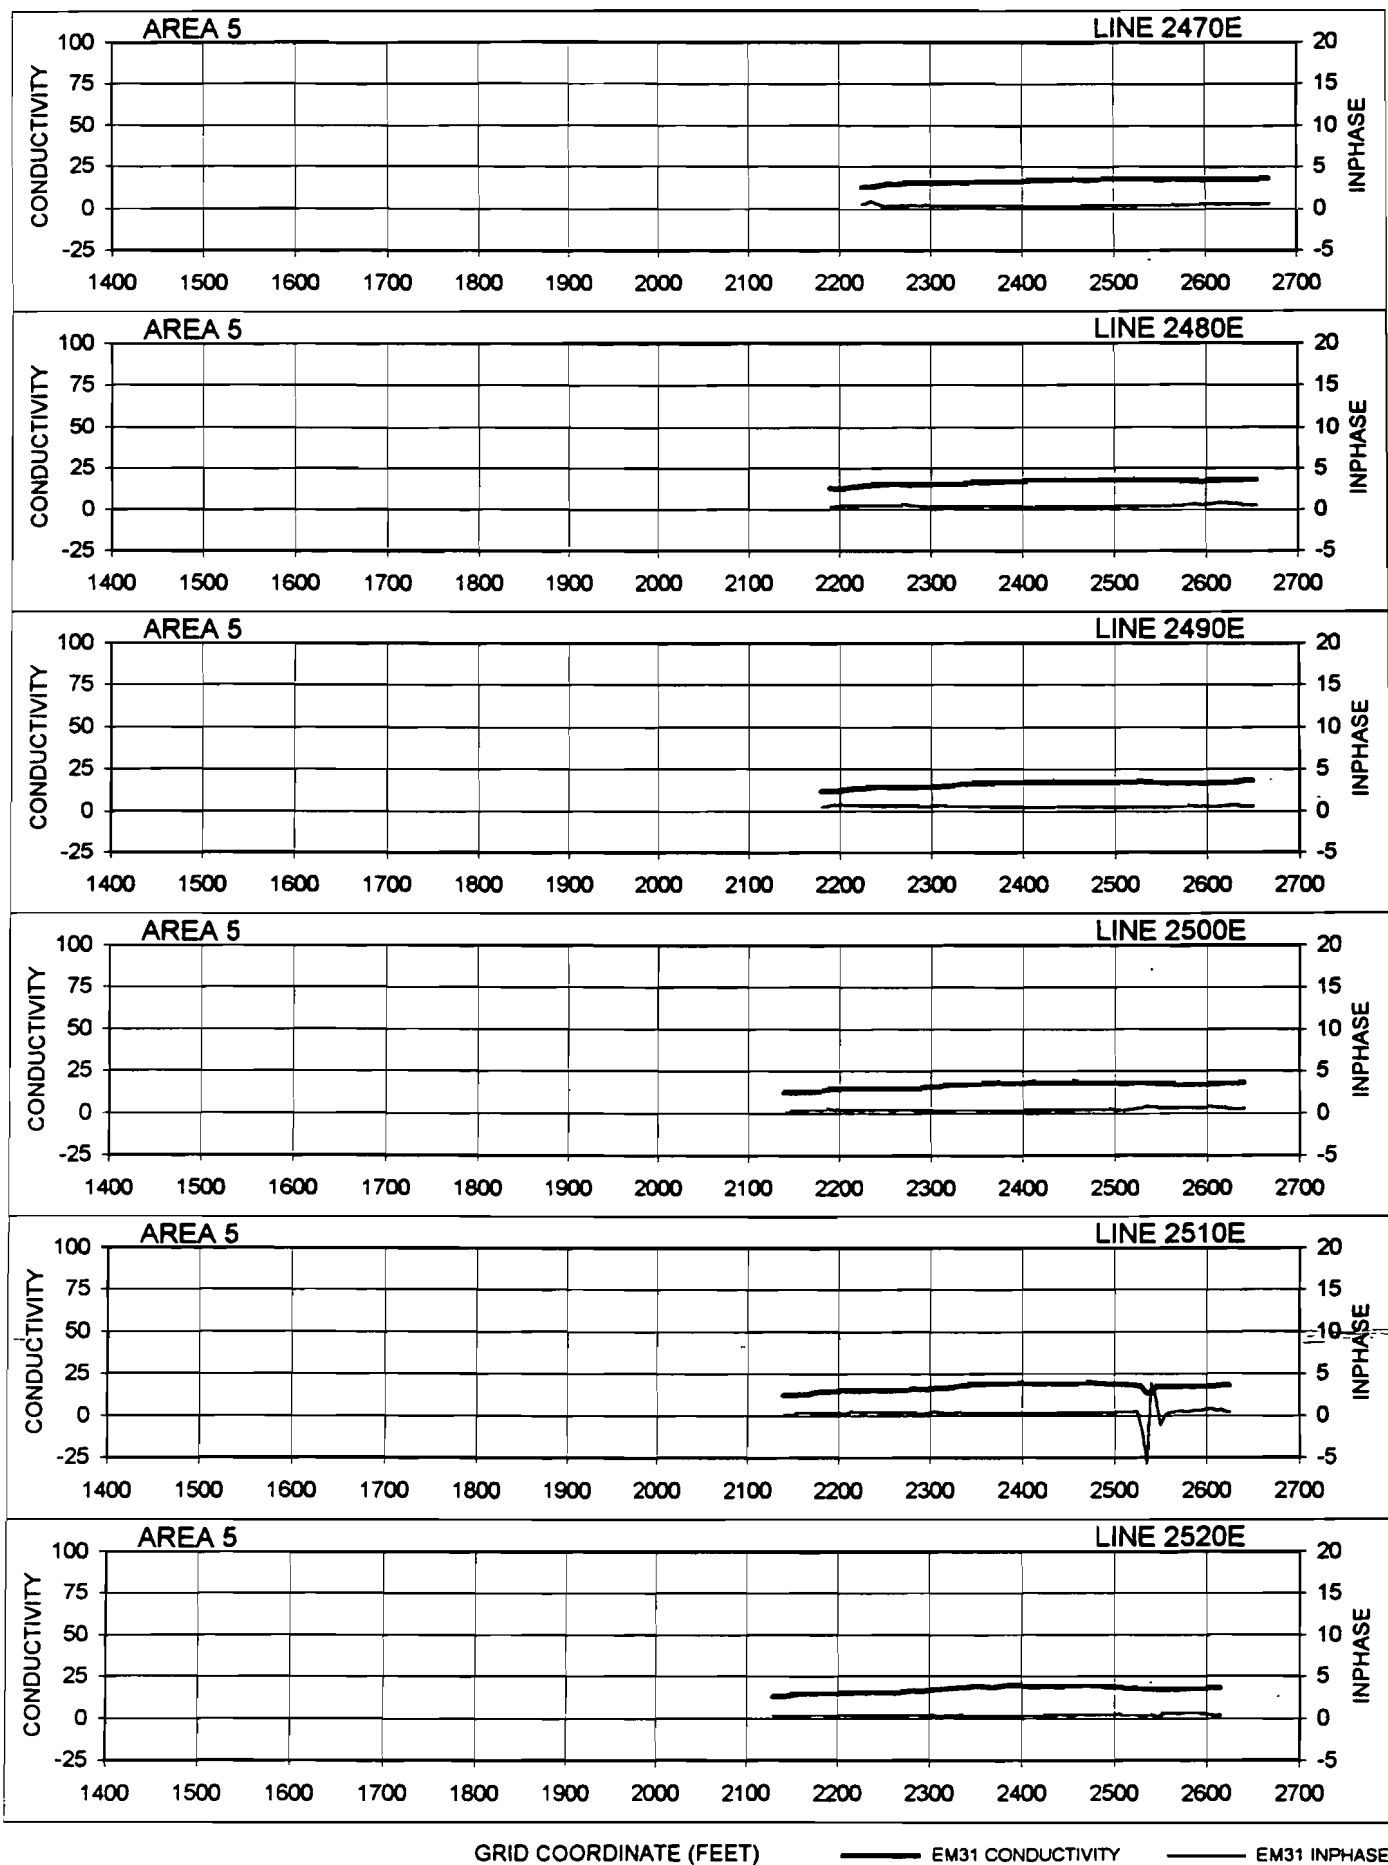 AREA 5 LINE 2470E
100 20
75 15
50 10
25 5
0 0
-25 -5
CONDUCTIVITY
INPHASE
1400 1500 1600 1700 1800 1900 2000 2100 2200 2300 2400 2500 2600 2700
AREA 5 LINE 2480E
100 20
75 15
50 10
25 5
0 0
-25 -5
CONDUCTIVITY
INPHASE
1400 1500 1600 1700 1800 1900 2000 2100 2200 2300 2400 2500 2600 2700
AREA 5 LINE 2490E
100 20
75 15
50 10
25 5
0 0
-25 -5
CONDUCTIVITY
INPHASE
1400 1500 1600 1700 1800 1900 2000 2100 2200 2300 2400 2500 2600 2700
AREA 5 LINE 2500E
100 20
75 15
50 10
25 5
0 0
-25 -5
CONDUCTIVITY
INPHASE
1400 1500 1600 1700 1800 1900 2000 2100 2200 2300 2400 2500 2600 2700
AREA 5 LINE 2510E
100 20
75 15
50 10
25 5
0 0
-25 -5
CONDUCTIVITY
INPHASE
1400 1500 1600 1700 1800 1900 2000 2100 2200 2300 2400 2500 2600 2700
AREA 5 LINE 2520E
100 20
75 15
50 10
25 5
0 0
-25 -5
CONDUCTIVITY
INPHASE
1400 1500 1600 1700 1800 1900 2000 2100 2200 2300 2400 2500 2600 2700
GRID COORDINATE (FEET) EM31 CONDUCTIVITY EM31 INPHASE